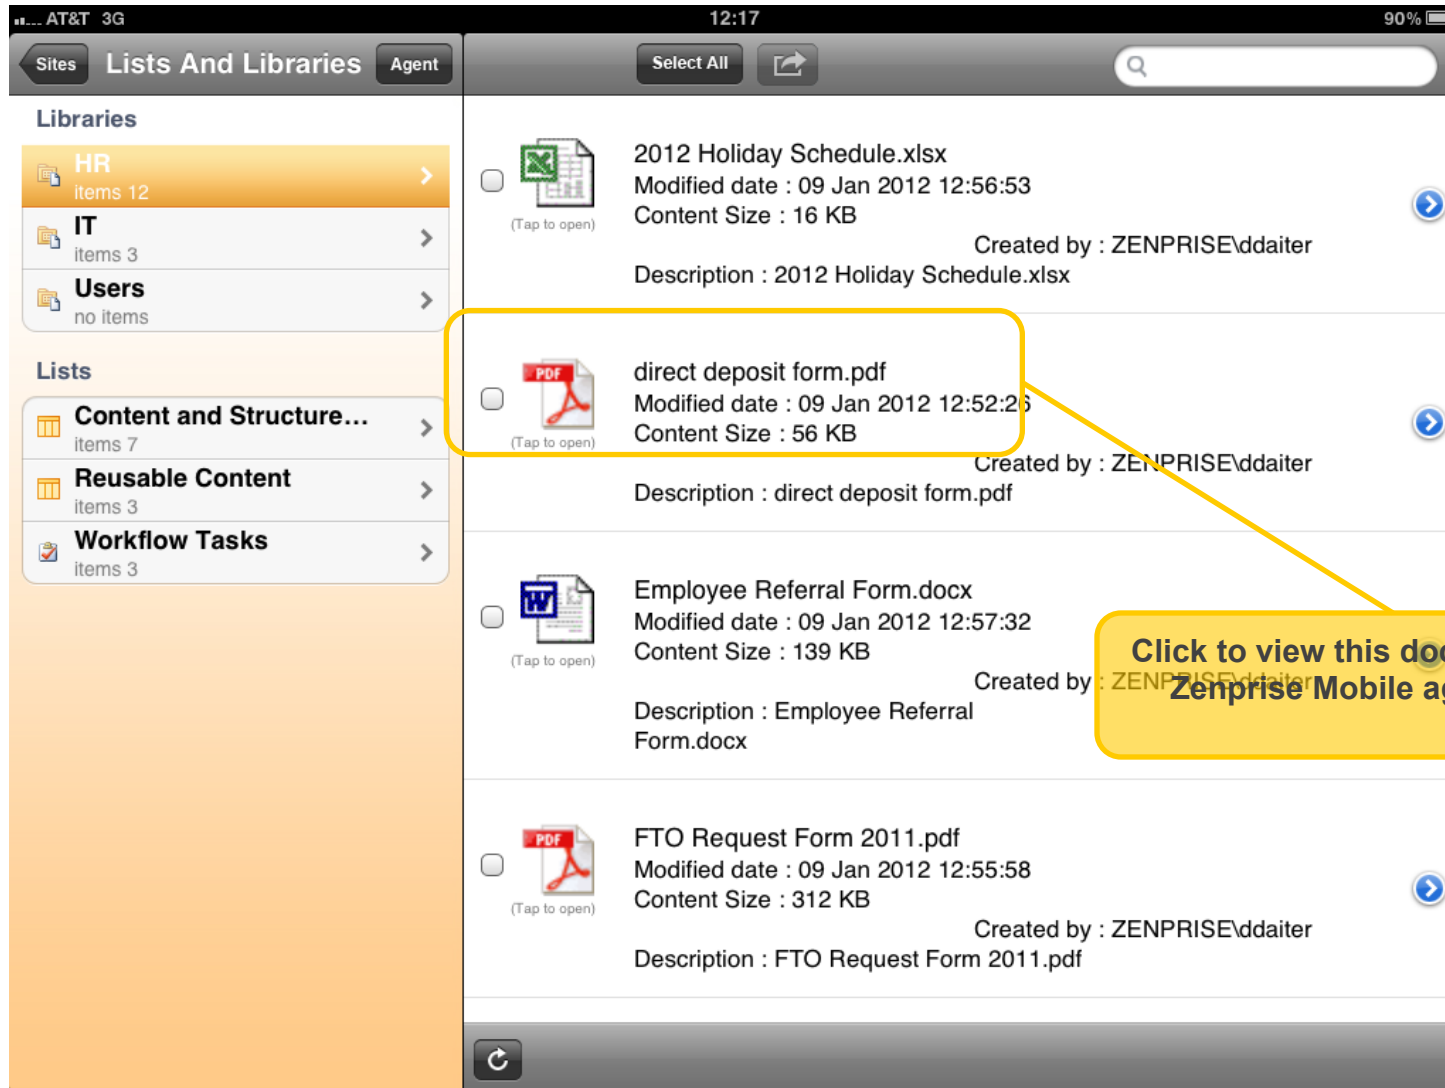 AT&T 3G
12:17
90%
Sites
Lists And Libraries
Agent
Select All
Libraries
HR
items 12
IT
items 3
Users
no items
Lists
Content and Structure...
items 7
Reusable Content
items 3
Workflow Tasks
items 3
2012 Holiday Schedule.xlsx
Modified date : 09 Jan 2012 12:56:53
Content Size : 16 KB
(Tap to open)
Created by : ZENPRISE\ddaiter
Description : 2012 Holiday Schedule.xlsx
PDF
direct deposit form.pdf
Modified date : 09 Jan 2012 12:52:26
Content Size : 56 KB
(Tap to open)
Created by : ZENPRISE\ddaiter
Description : direct deposit form.pdf
Employee Referral Form.docx
Modified date : 09 Jan 2012 12:57:32
Content Size : 139 KB
(Tap to open)
Created by : ZENPRISE\ddaiter
Description : Employee Referral
Form.docx
Click to view this
Zenprise Mobile
PDF
FTO Request Form 2011.pdf
Modified date : 09 Jan 2012 12:55:58
Content Size : 312 KB
(Tap to open)
Created by : ZENPRISE\ddaiter
Description : FTO Request Form 2011.pdf